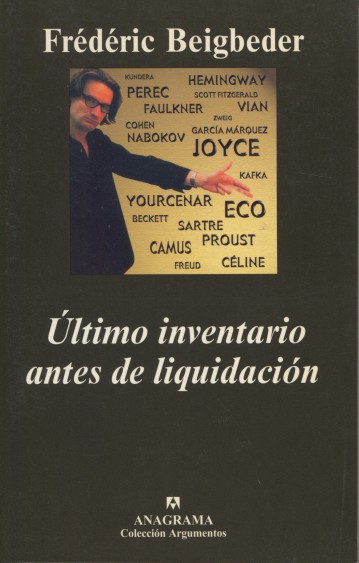 Frédéric Beigbeder
KUNDERA
HEMINGWAY
PEREC
SCOTT FITZGERALD
FAULKNER
VIAN
ZWEIG
COHEN
GARCÍA MÁRQUEZ
NABOKOV
JOYCE
KAFKA
YOURCENAR
ECO
BECKETT
SARTRE
PROUST
CAMUS
FREUD
CÉLINE
Último inventario
antes de liquidación
ANAGRAMA
Colección Argumentos